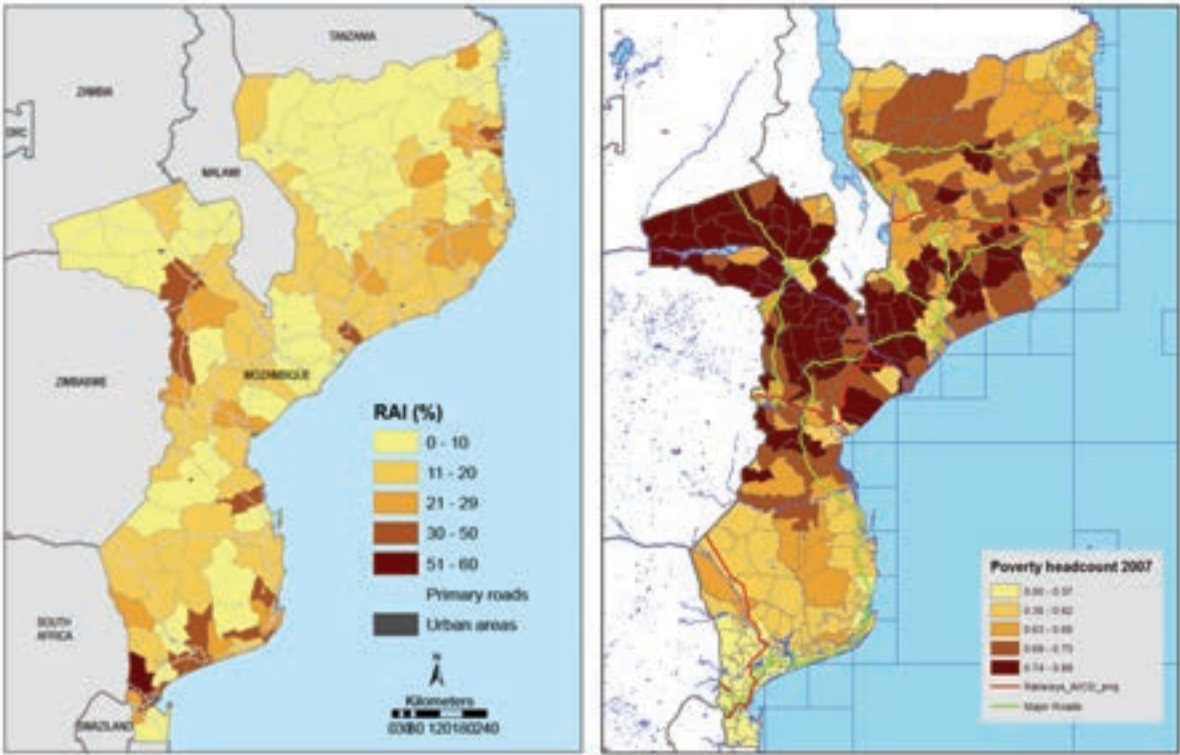 TANZANIA
ZAMBIA
DRC
MALAWI
ZIMBABWE
MOZAMBIQUE
SOUTH
AFRICA
SWAZILAND
RAI (%)
0 - 10
11 - 20
21 - 29
30 - 50
51 - 60
Primary roads
Urban areas
N
Kilometers
Poverty headcount 2007
Major Roads